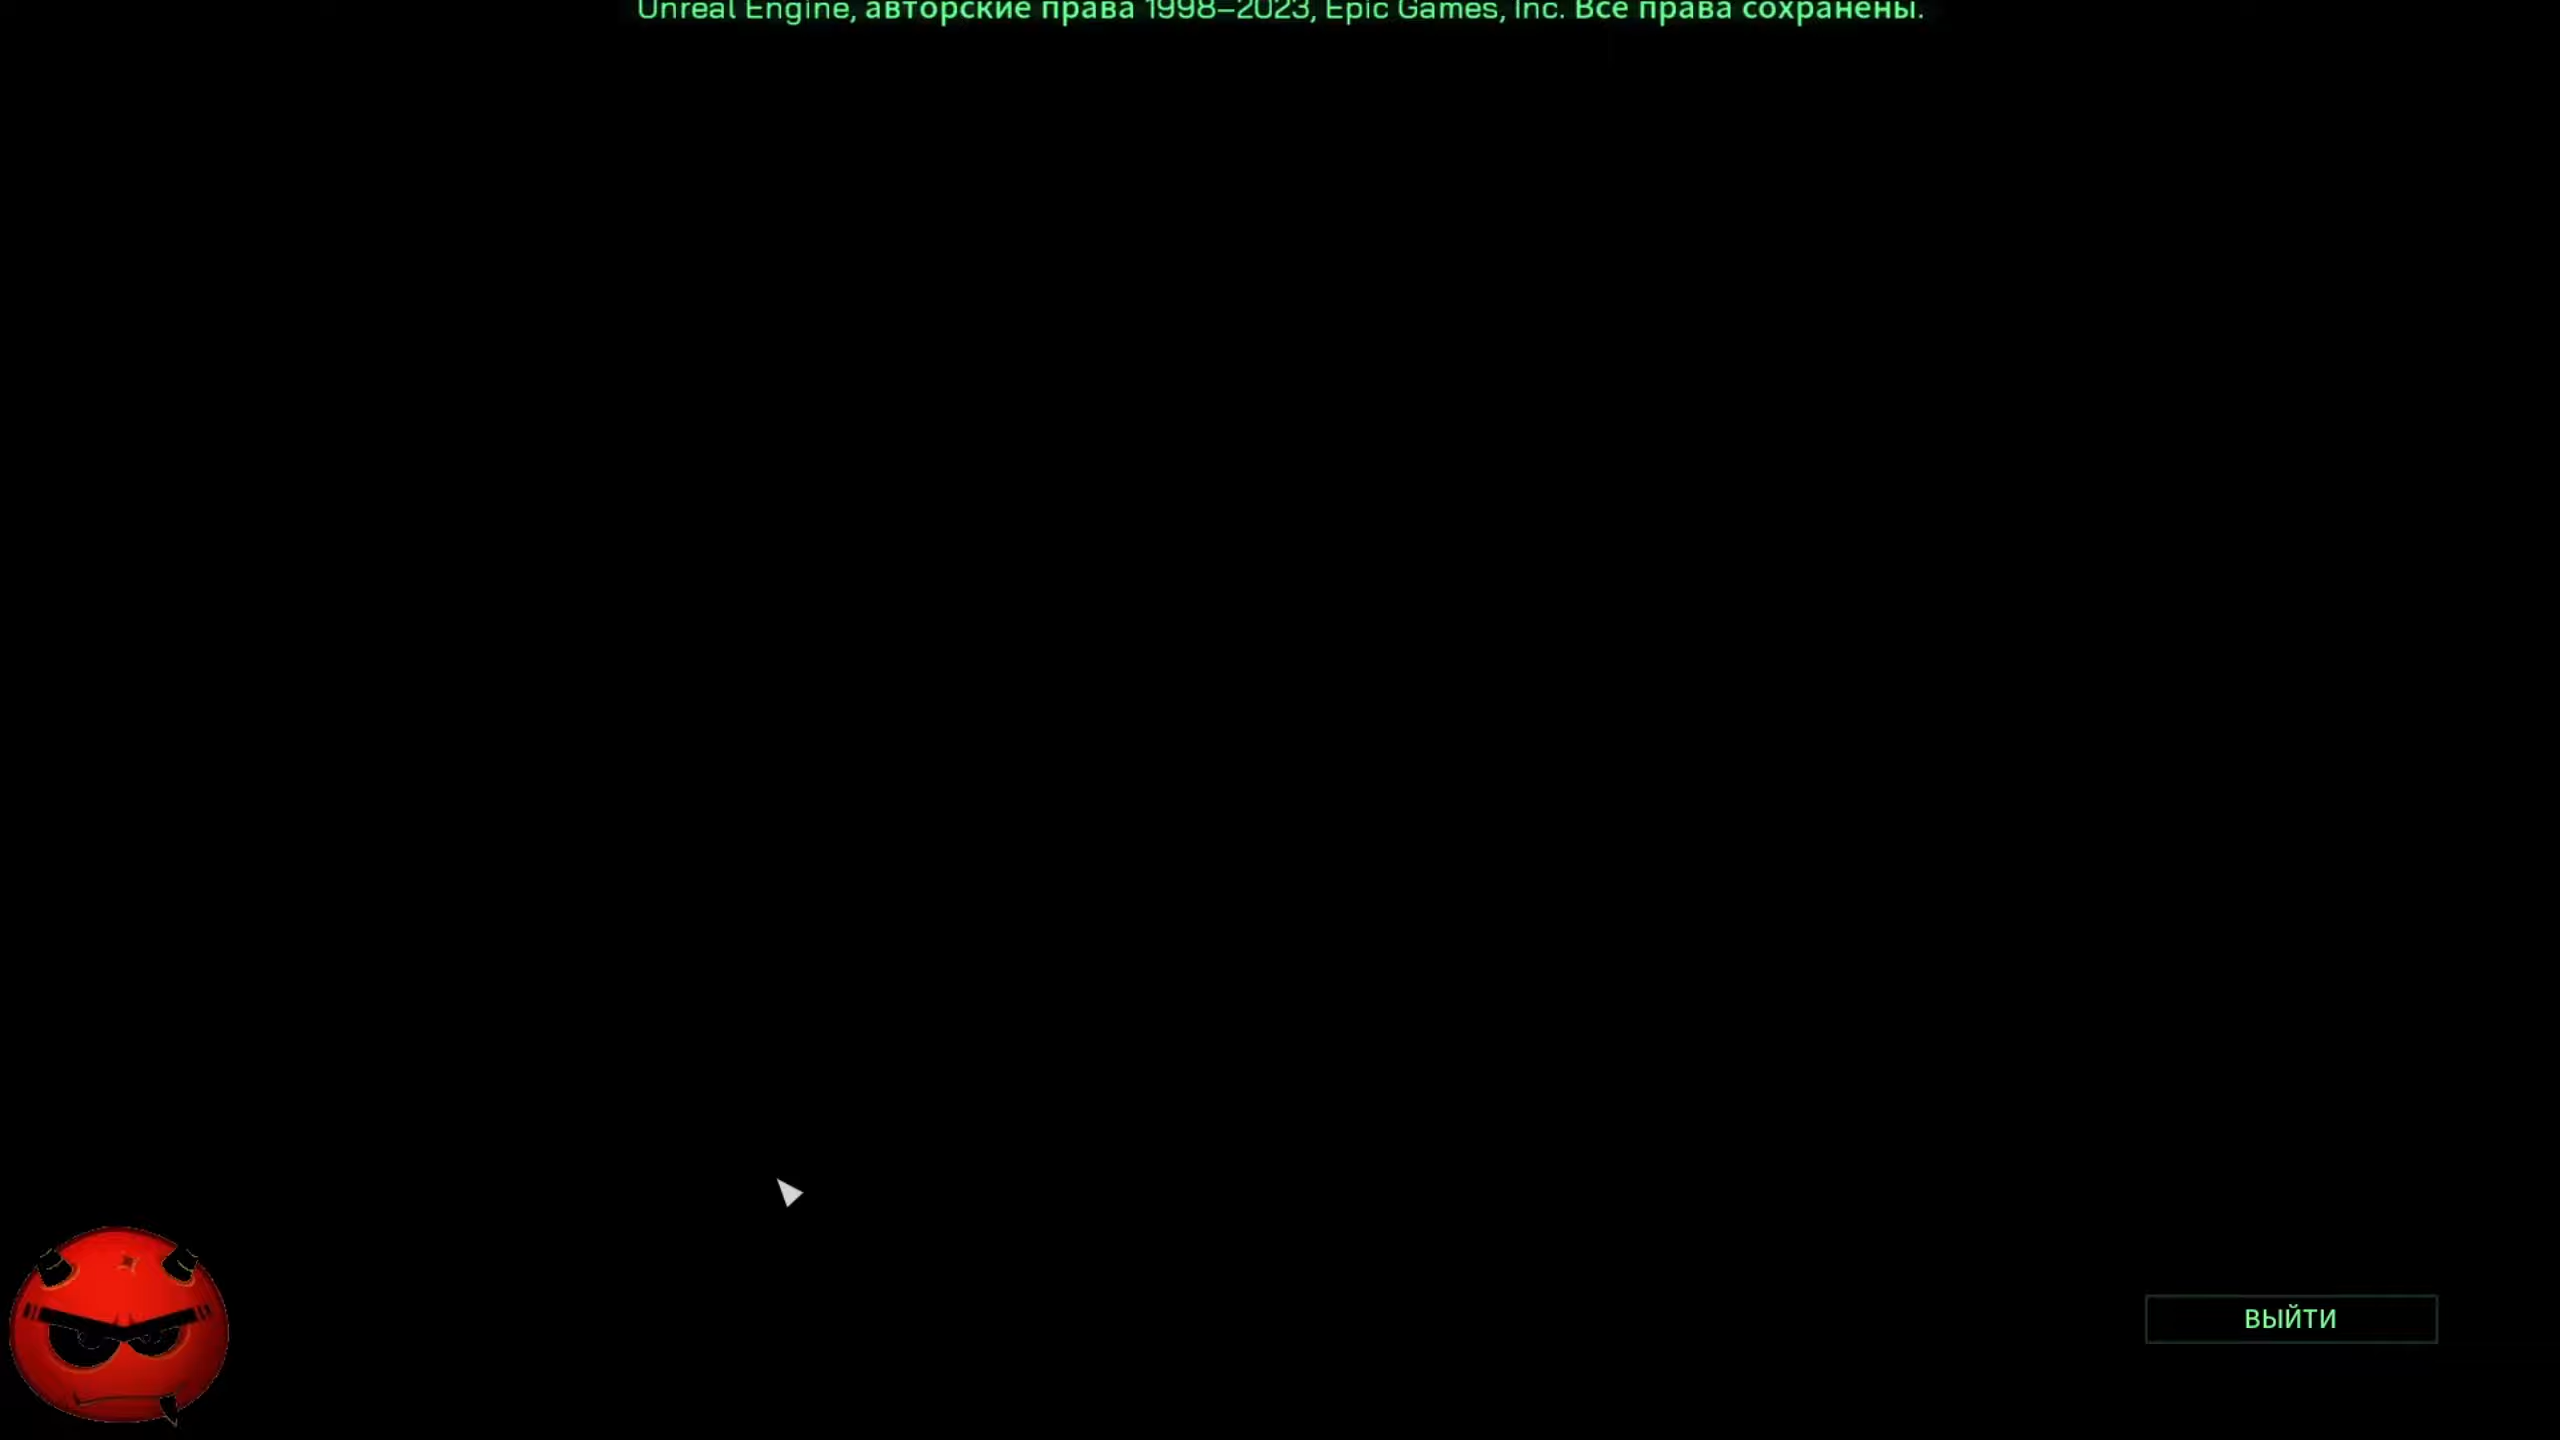 Unreal Engine, авторские права 1998–2023, Epic Games, Inc. Все права сохранены.
ВЫЙТИ